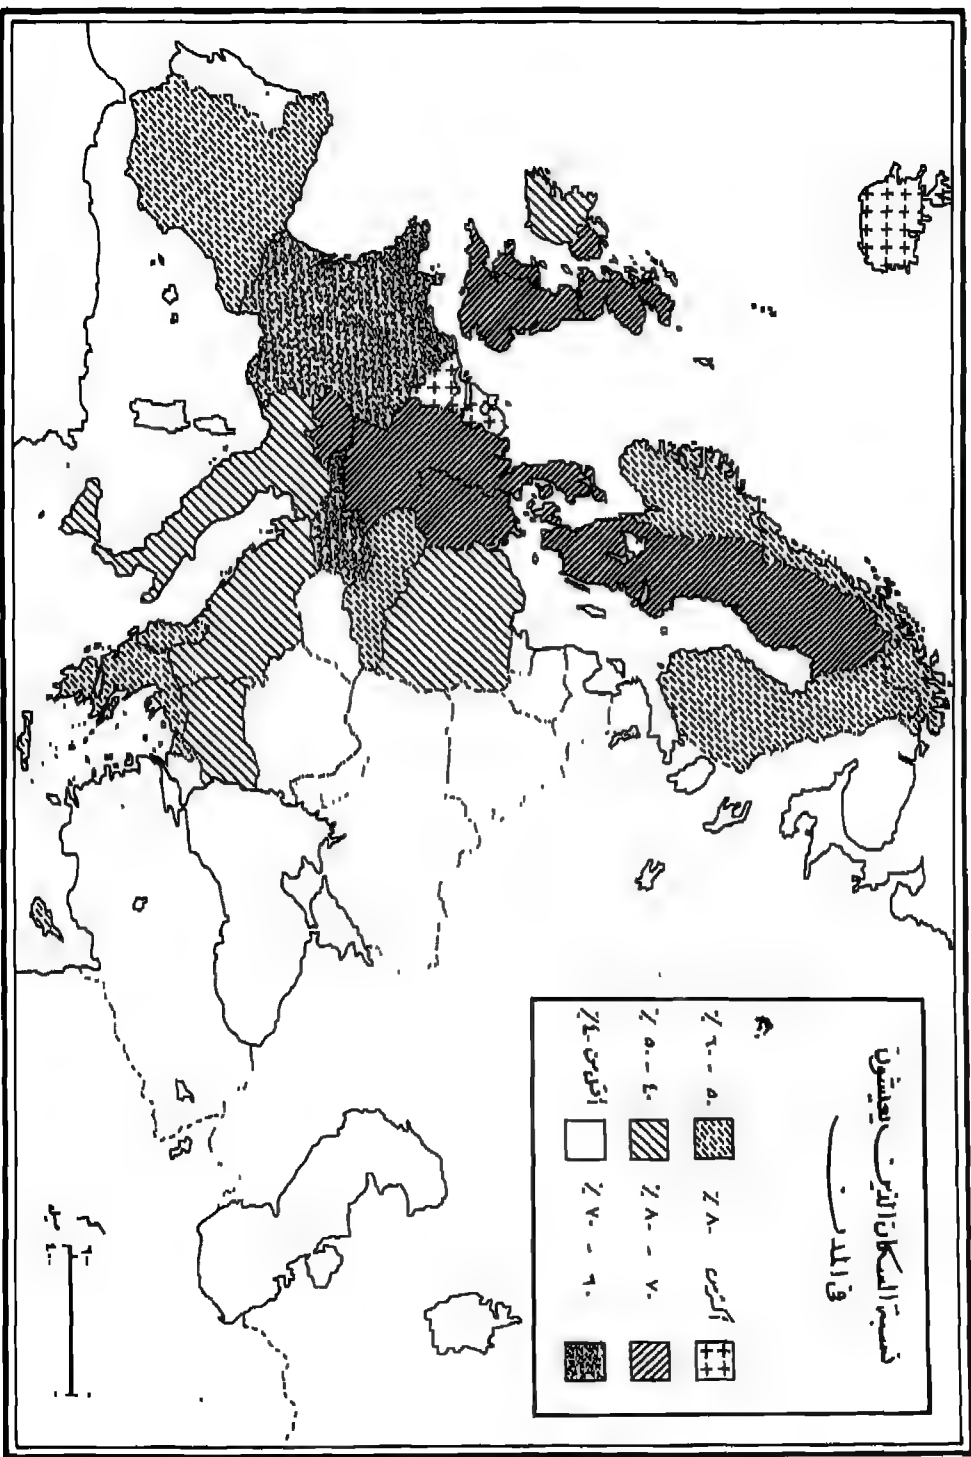 نسبة السكان الذين يعيشون
في المدن
أكثر من ٨٠ ٪
٥٠ - ٦٠ ٪
٧٠ - ٨٠ ٪
٤٠ - ٥٠ ٪
٦٠ - ٧٠ ٪
أقل من ٤٠ ٪